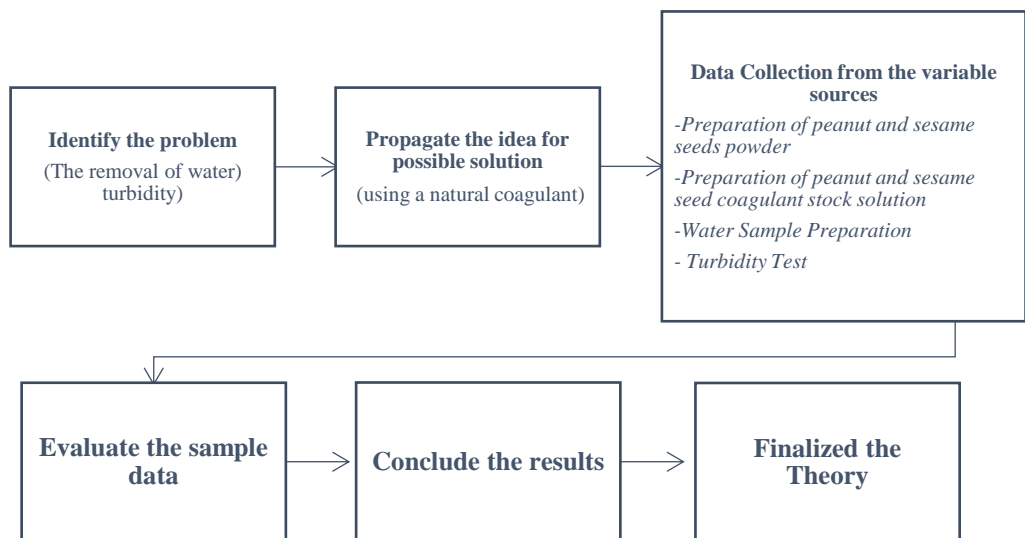 Identify the problem
(The removal of water)
turbidity)
Propagate the idea for
possible solution
(using a natural coagulant)
Data Collection from the variable
sources
-Preparation of peanut and sesame
seeds powder
-Preparation of peanut and sesame
seed coagulant stock solution
-Water Sample Preparation
- Turbidity Test
Evaluate the sample
data
Conclude the results
Finalized the
Theory